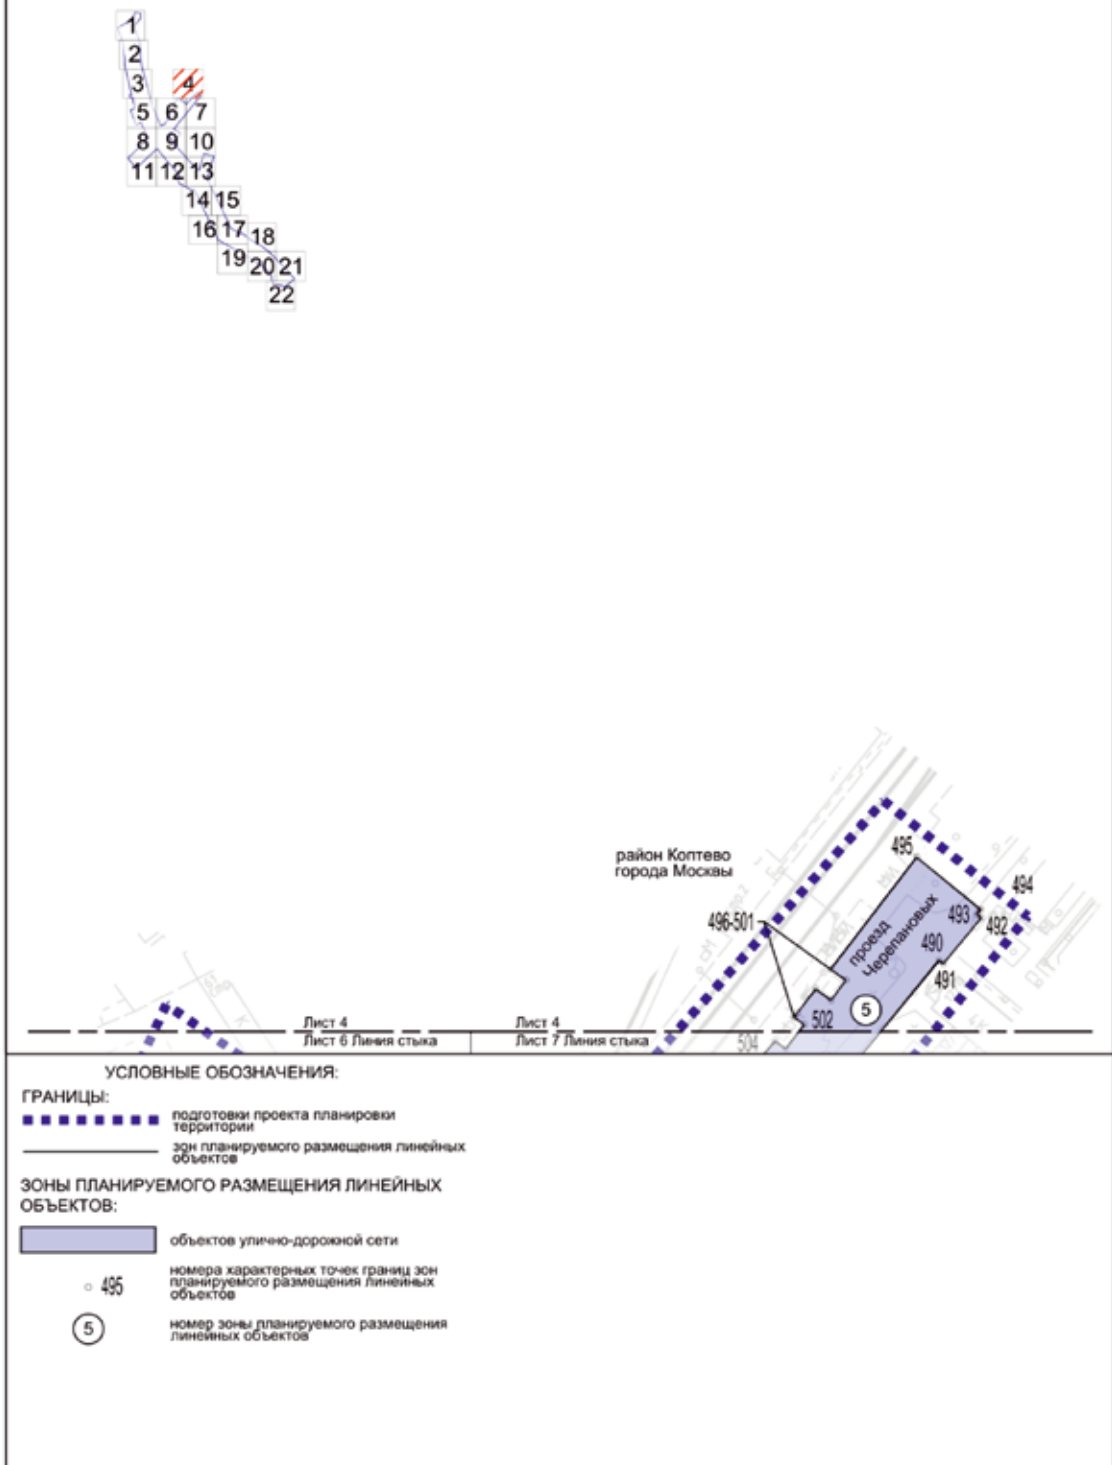 1
2
3 4
5 6 7
8 9 10
11 12 13
14 15
16 17 18
19 20 21
22
район Коптево
города Москвы
495
494
493
492
496-501
490
491
проезд
Черепановых
502
5
504
Лист 4
Лист 6 Линия стыка
Лист 4
Лист 7 Линия стыка
УСЛОВНЫЕ ОБОЗНАЧЕНИЯ:
ГРАНИЦЫ:
подготовки проекта планировки
территории
зон планируемого размещения линейных
объектов
ЗОНЫ ПЛАНИРУЕМОГО РАЗМЕЩЕНИЯ ЛИНЕЙНЫХ
ОБЪЕКТОВ:
объектов улично-дорожной сети
495
номера характерных точек границ зон
планируемого размещения линейных
объектов
5
номер зоны планируемого размещения
линейных объектов